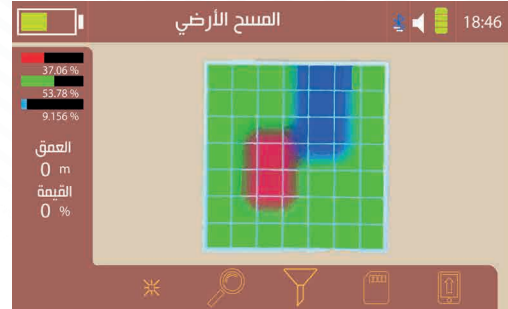 المسح الأرضي
18:46
37.06 %
53.78 %
9.156 %
العمق
0 m
القيمة
0 %